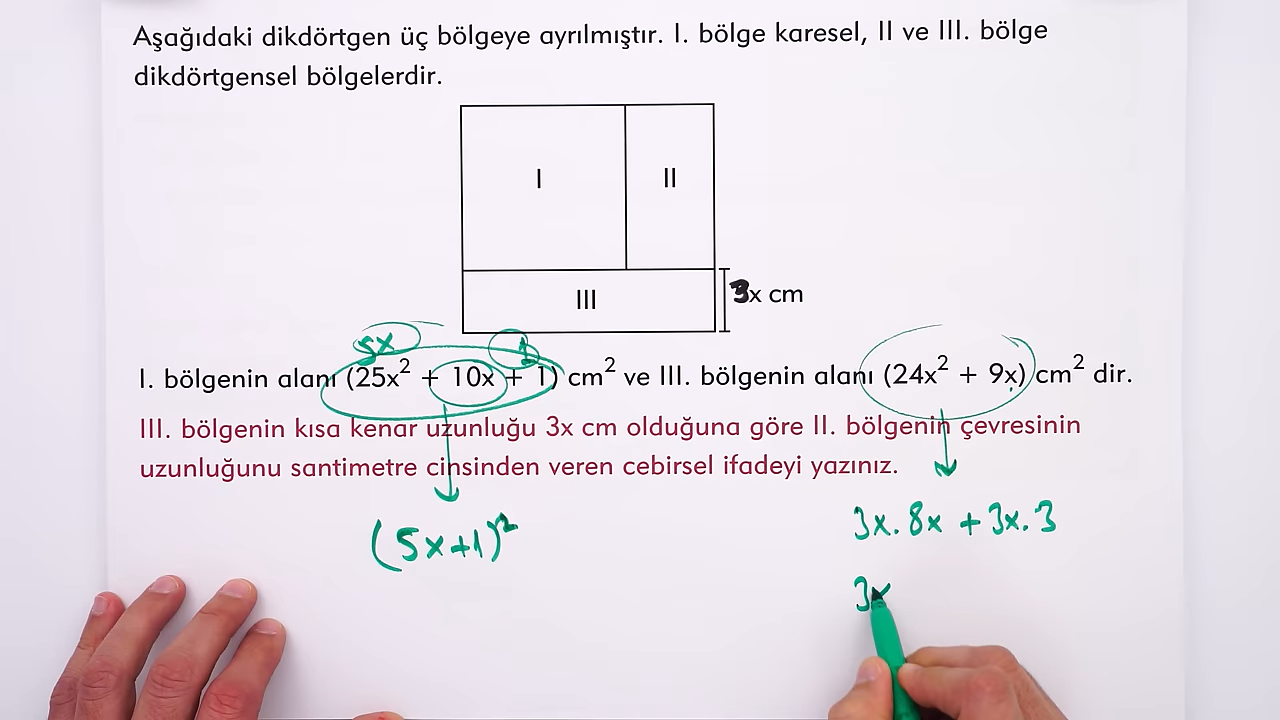 Aşağıdaki dikdörtgen üç bölgeye ayrılmıştır. I. bölge karesel, II ve III. bölge
dikdörtgensel bölgelerdir.
I
II
III
3x cm
5x
1
I. bölgenin alanı (25x² + 10x + 1) cm² ve III. bölgenin alanı (24x² + 9x) cm² dir.
III. bölgenin kısa kenar uzunluğu 3x cm olduğuna göre II. bölgenin çevresinin
uzunluğunu santimetre cinsinden veren cebirsel ifadeyi yazınız.
(5x+1)²
3x.8x + 3x.3
3x